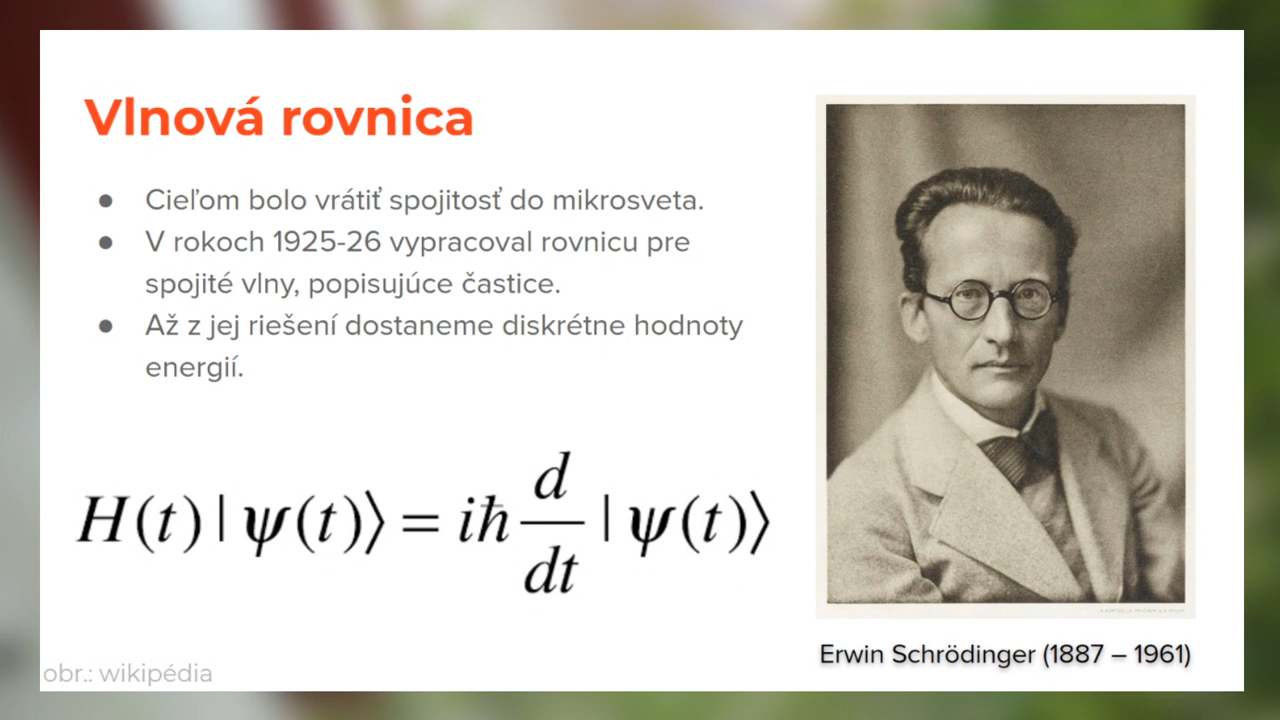 Vlnová rovnica
● Cieľom bolo vrátiť spojitosť do mikrosveta.
● V rokoch 1925-26 vypracoval rovnicu pre
spojité vlny, popisujúce častice.
● Až z jej riešení dostaneme diskrétne hodnoty
energií.
H(t) | ψ(t)⟩ = iħ d/dt | ψ(t)⟩
Erwin Schrödinger (1887 – 1961)
obr.: wikipédia